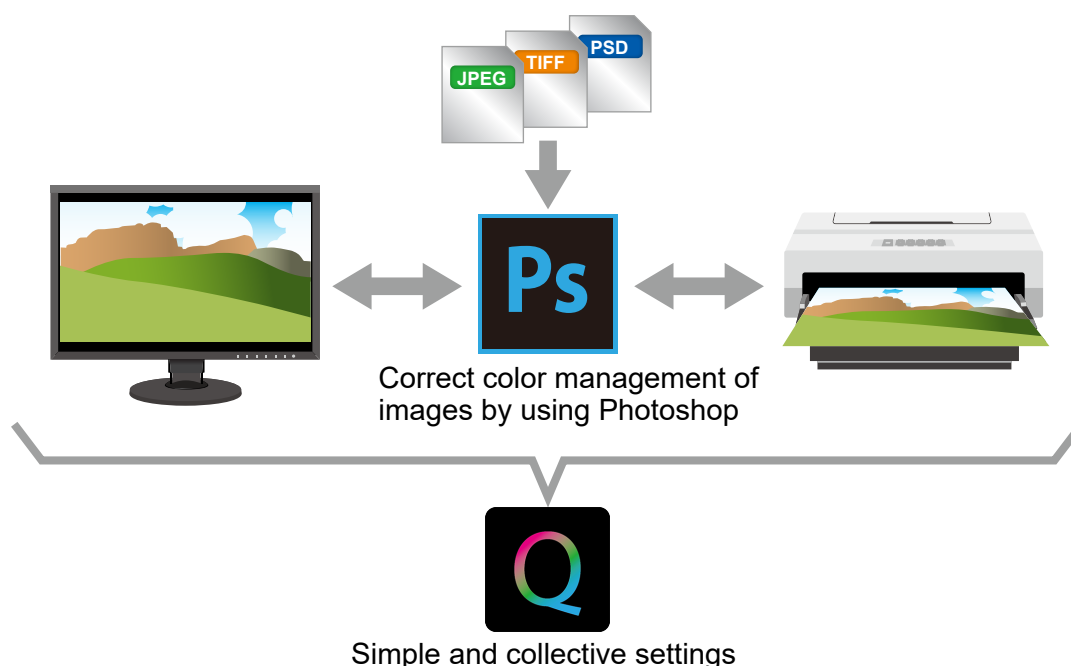 JPEG
TIFF
PSD
Ps
Correct color management of
images by using Photoshop
Q
Simple and collective settings